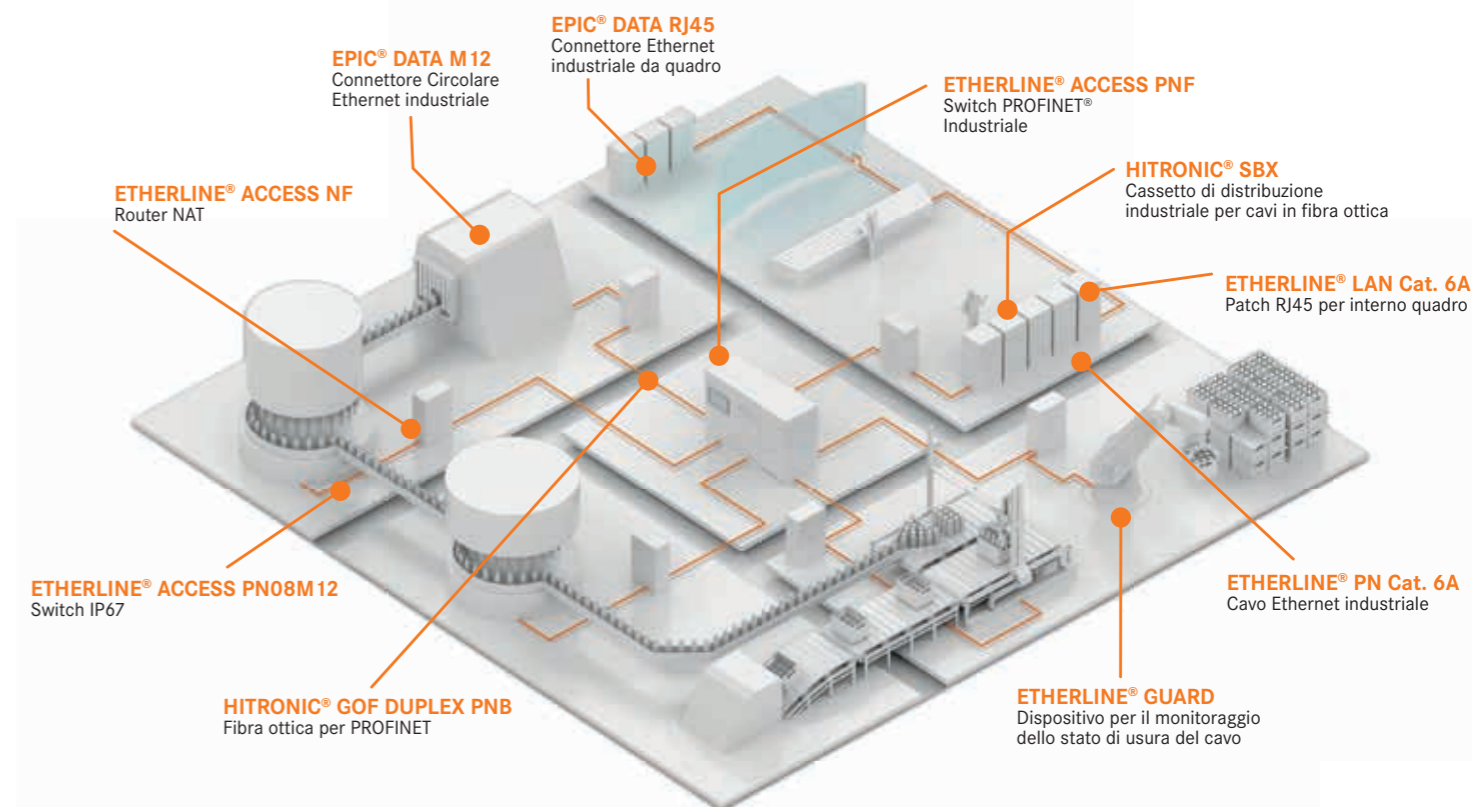 EPIC® DATA RJ45
Connettore Ethernet
industriale da quadro
EPIC® DATA M12
Connettore Circolare
Ethernet industriale
ETHERLINE® ACCESS PNF
Switch PROFINET®
Industriale
HITRONIC® SBX
Cassetto di distribuzione
industriale per cavi in fibra ottica
ETHERLINE® ACCESS NF
Router NAT
ETHERLINE® LAN Cat. 6A
Patch RJ45 per interno quadro
ETHERLINE® ACCESS PN08M12
Switch IP67
ETHERLINE® PN Cat. 6A
Cavo Ethernet industriale
HITRONIC® GOF DUPLEX PNB
Fibra ottica per PROFINET
ETHERLINE® GUARD
Dispositivo per il monitoraggio
dello stato di usura del cavo